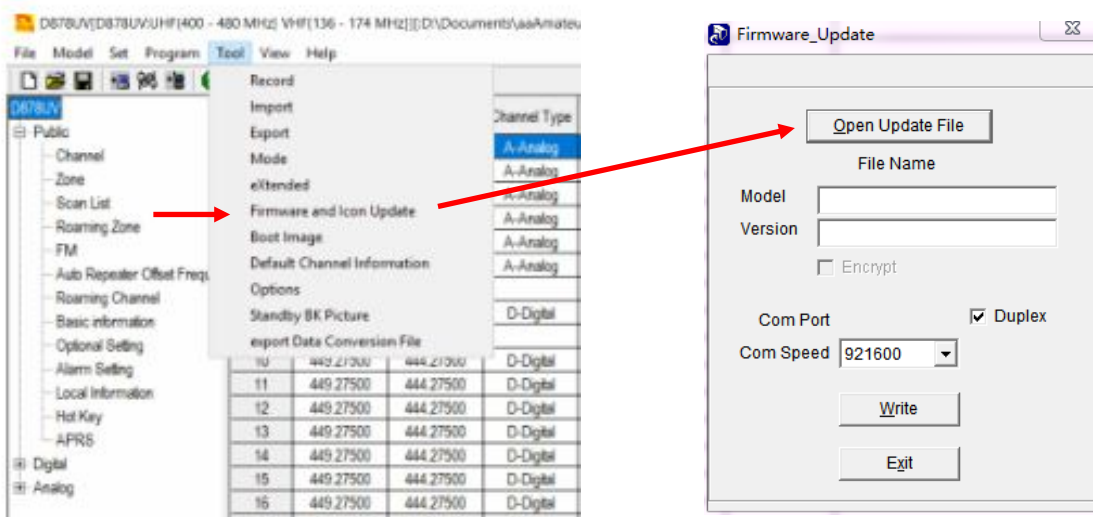 D878UV[D878UV:UHF(400 - 480 MHz) VHF(136 - 174 MHz)][:D:\Documents\aaAmateu
File Model Set Program Tool View Help
D878UV
Public
Channel
Zone
Scan List
Roaming Zone
FM
Auto Repeater Offset Frequ
Roaming Channel
Basic information
Optional Setting
Alarm Setting
Local Information
Hot Key
APRS
Digital
Analog
Record
Import
Export
Mode
eXtended
Firmware and Icon Update
Boot Image
Default Channel Information
Options
Standby BK Picture
export Data Conversion File
Channel Type
A-Analog
A-Analog
A-Analog
A-Analog
A-Analog
A-Analog
D-Digital
10 449.27500 444.27500 D-Digital
11 449.27500 444.27500 D-Digital
12 449.27500 444.27500 D-Digital
13 449.27500 444.27500 D-Digital
14 449.27500 444.27500 D-Digital
15 449.27500 444.27500 D-Digital
16 449.27500 444.27500 D-Digital
Firmware_Update
Open Update File
File Name
Model
Version
Encrypt
Com Port
Duplex
Com Speed 921600
Write
Exit